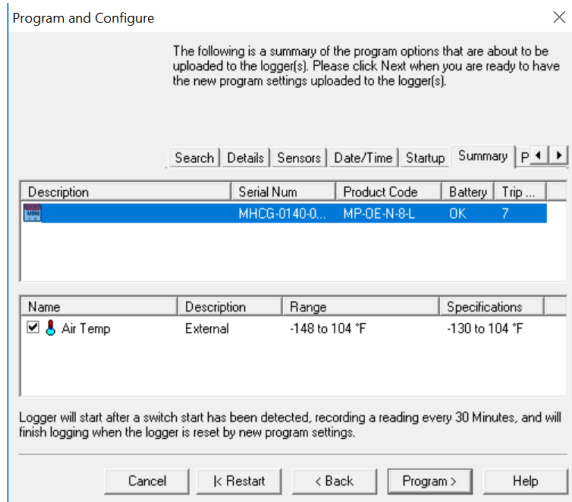 Program and Configure
The following is a summary of the program options that are about to be
uploaded to the logger(s). Please click Next when you are ready to have
the new program settings uploaded to the logger(s).
Search Details Sensors Date/Time Startup Summary P
Description Serial Num Product Code Battery Trip ...
MHCG-0140-0... MP-OE-N-8-L OK 7
Name Description Range Specifications
Air Temp External -148 to 104 °F -130 to 104 °F
Logger will start after a switch start has been detected, recording a reading every 30 Minutes, and will
finish logging when the logger is reset by new program settings.
Cancel |< Restart < Back Program > Help